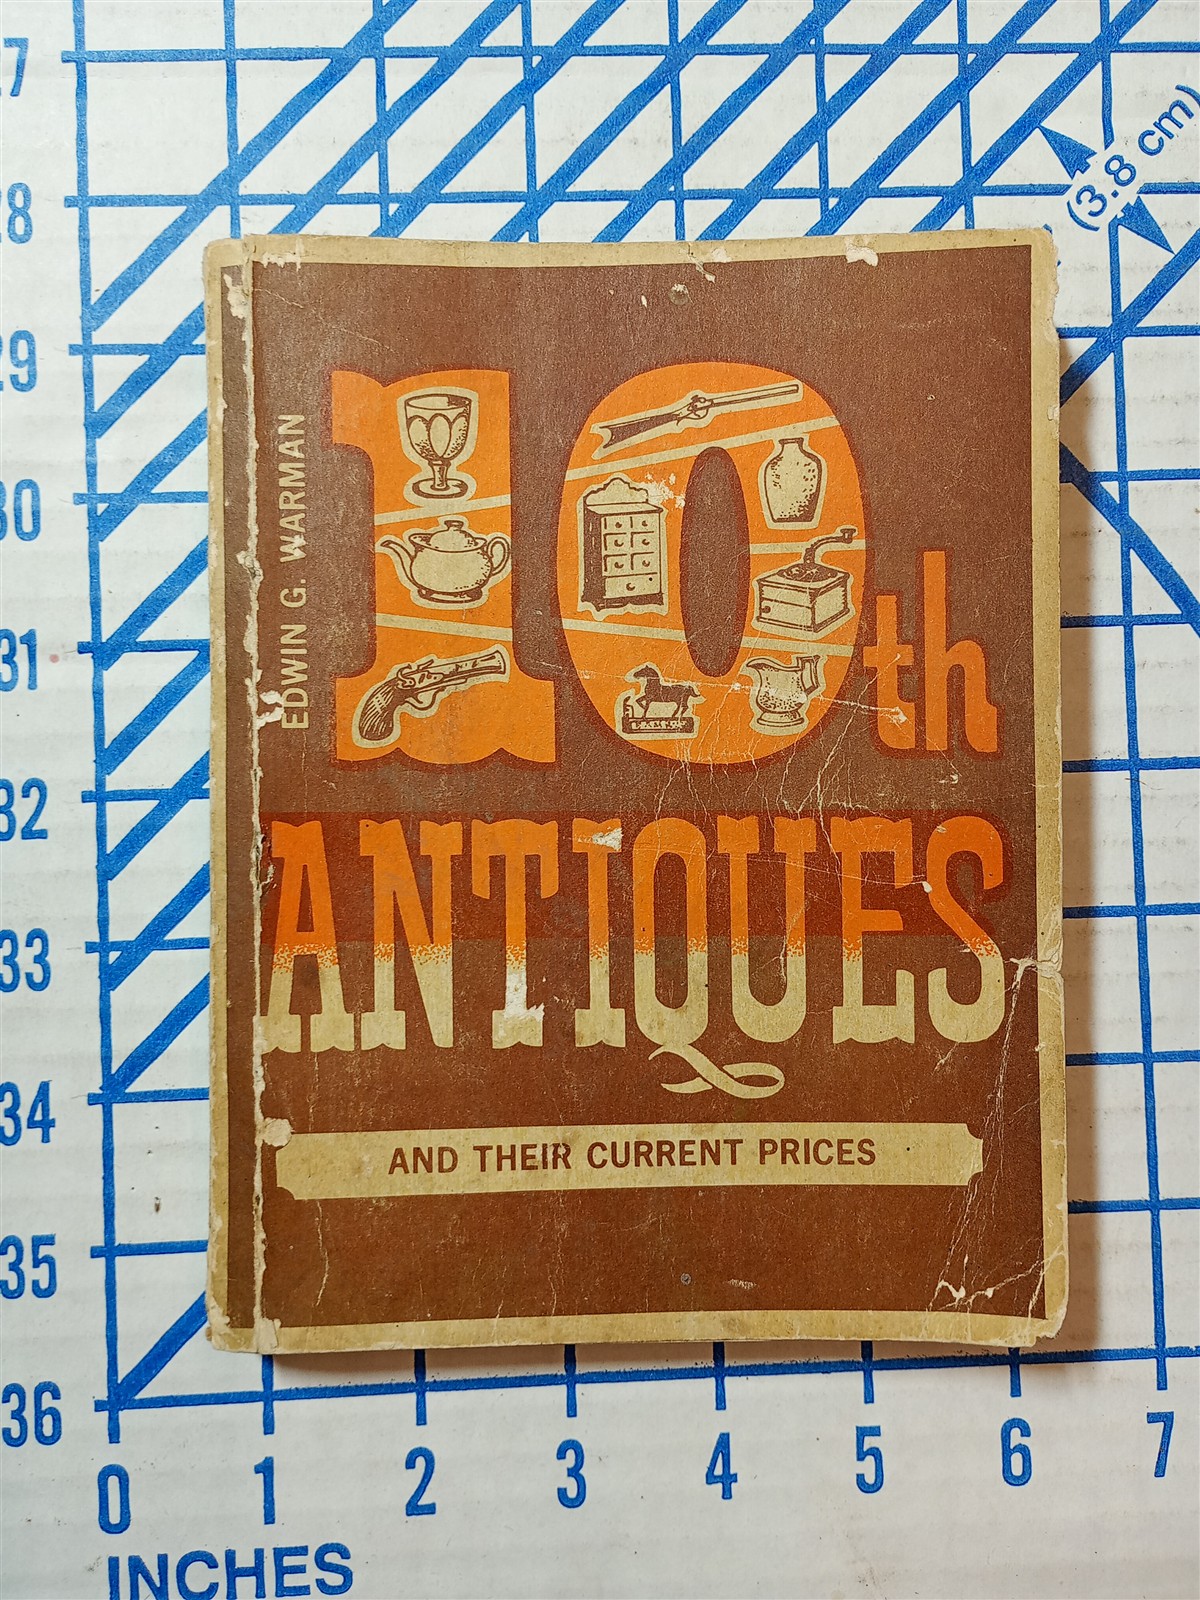 EDWIN G. WARMAN
10th
ANTIQUES
AND THEIR CURRENT PRICES
(3.8 cm)
28
29
30
31
32
33
34
35
36
0 1 2 3 4 5 6 7
INCHES